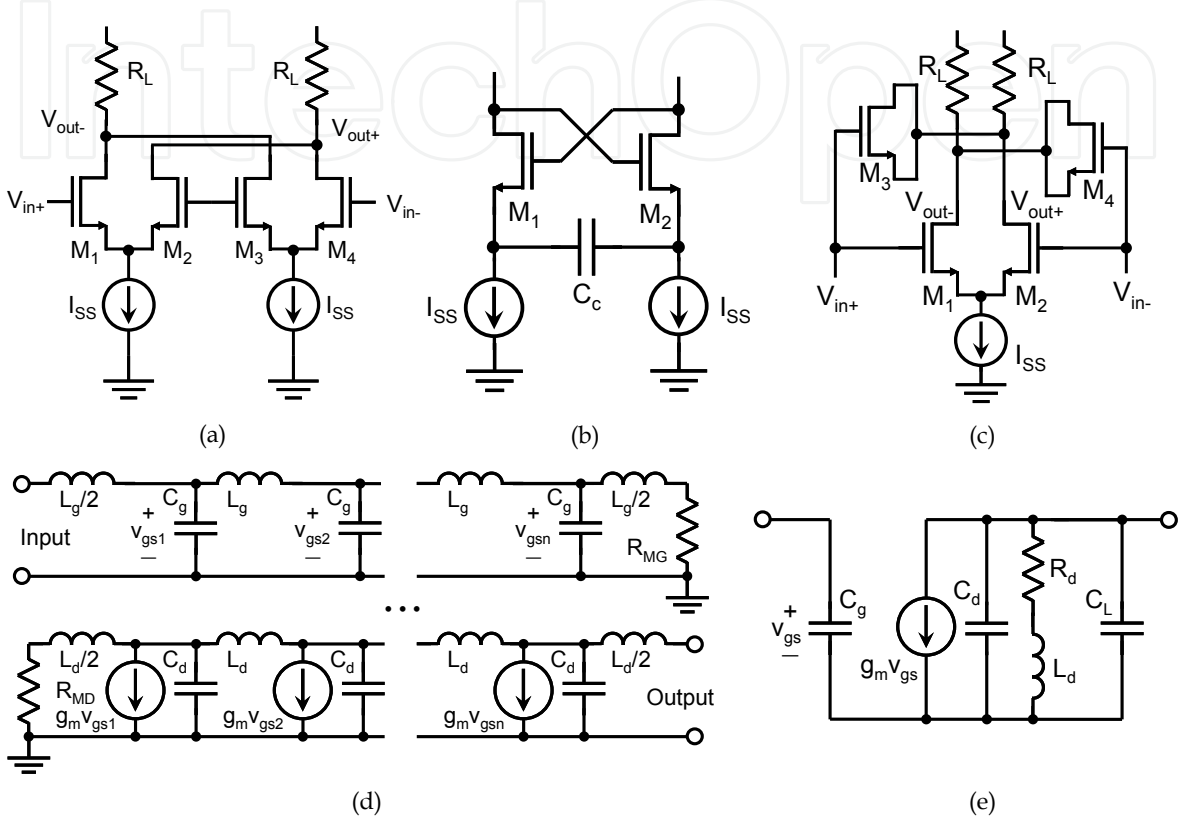 IntechOpen
R_L R_L
V_out- V_out+
V_in+ V_in-
M_1 M_2 M_3 M_4
I_SS I_SS
(a)
M_1 M_2
C_c
I_SS I_SS
(b)
R_L R_L
M_3 M_4
V_out- V_out+
V_in+ M_1 M_2 V_in-
I_SS
(c)
L_g/2 C_g L_g C_g L_g C_g L_g/2
Input + v_gs1 – + v_gs2 – + v_gsn – R_MG
...
L_d/2 C_d L_d C_d L_d C_d L_d/2
R_MD Output
g_mv_gs1 g_mv_gs2 g_mv_gsn
(d)
+ v_gs – C_g C_d R_d C_L
g_mv_gs L_d
(e)